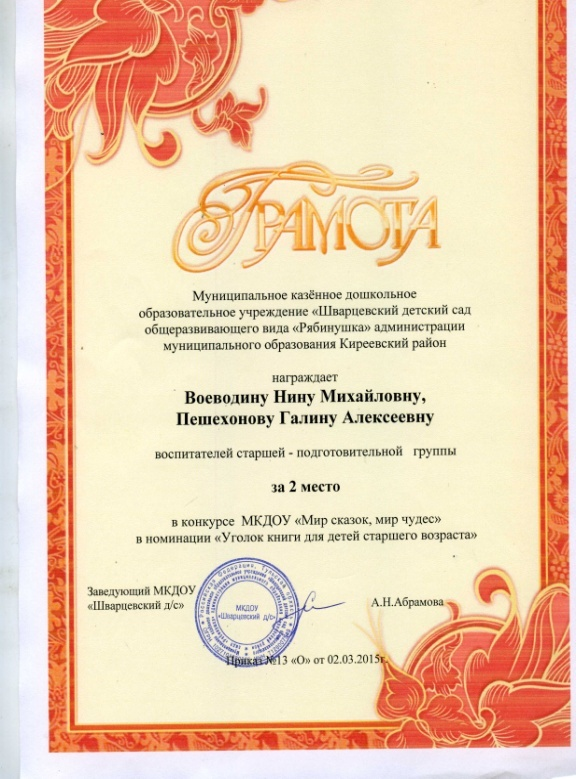 Грамота
Муниципальное казённое дошкольное
образовательное учреждение «Шварцевский детский сад
общеразвивающего вида «Рябинушка» администрации
муниципального образования Киреевский район
награждает
Воеводину Нину Михайловну,
Пешехонову Галину Алексеевну
воспитателей старшей - подготовительной группы
за 2 место
в конкурсе МКДОУ «Мир сказок, мир чудес»
в номинации «Уголок книги для детей старшего возраста»
Заведующий МКДОУ
«Шварцевский д/с»
А.Н.Абрамова
МКДОУ
«Шварцевский д/с»
Приказ №13 «О» от 02.03.2015г.